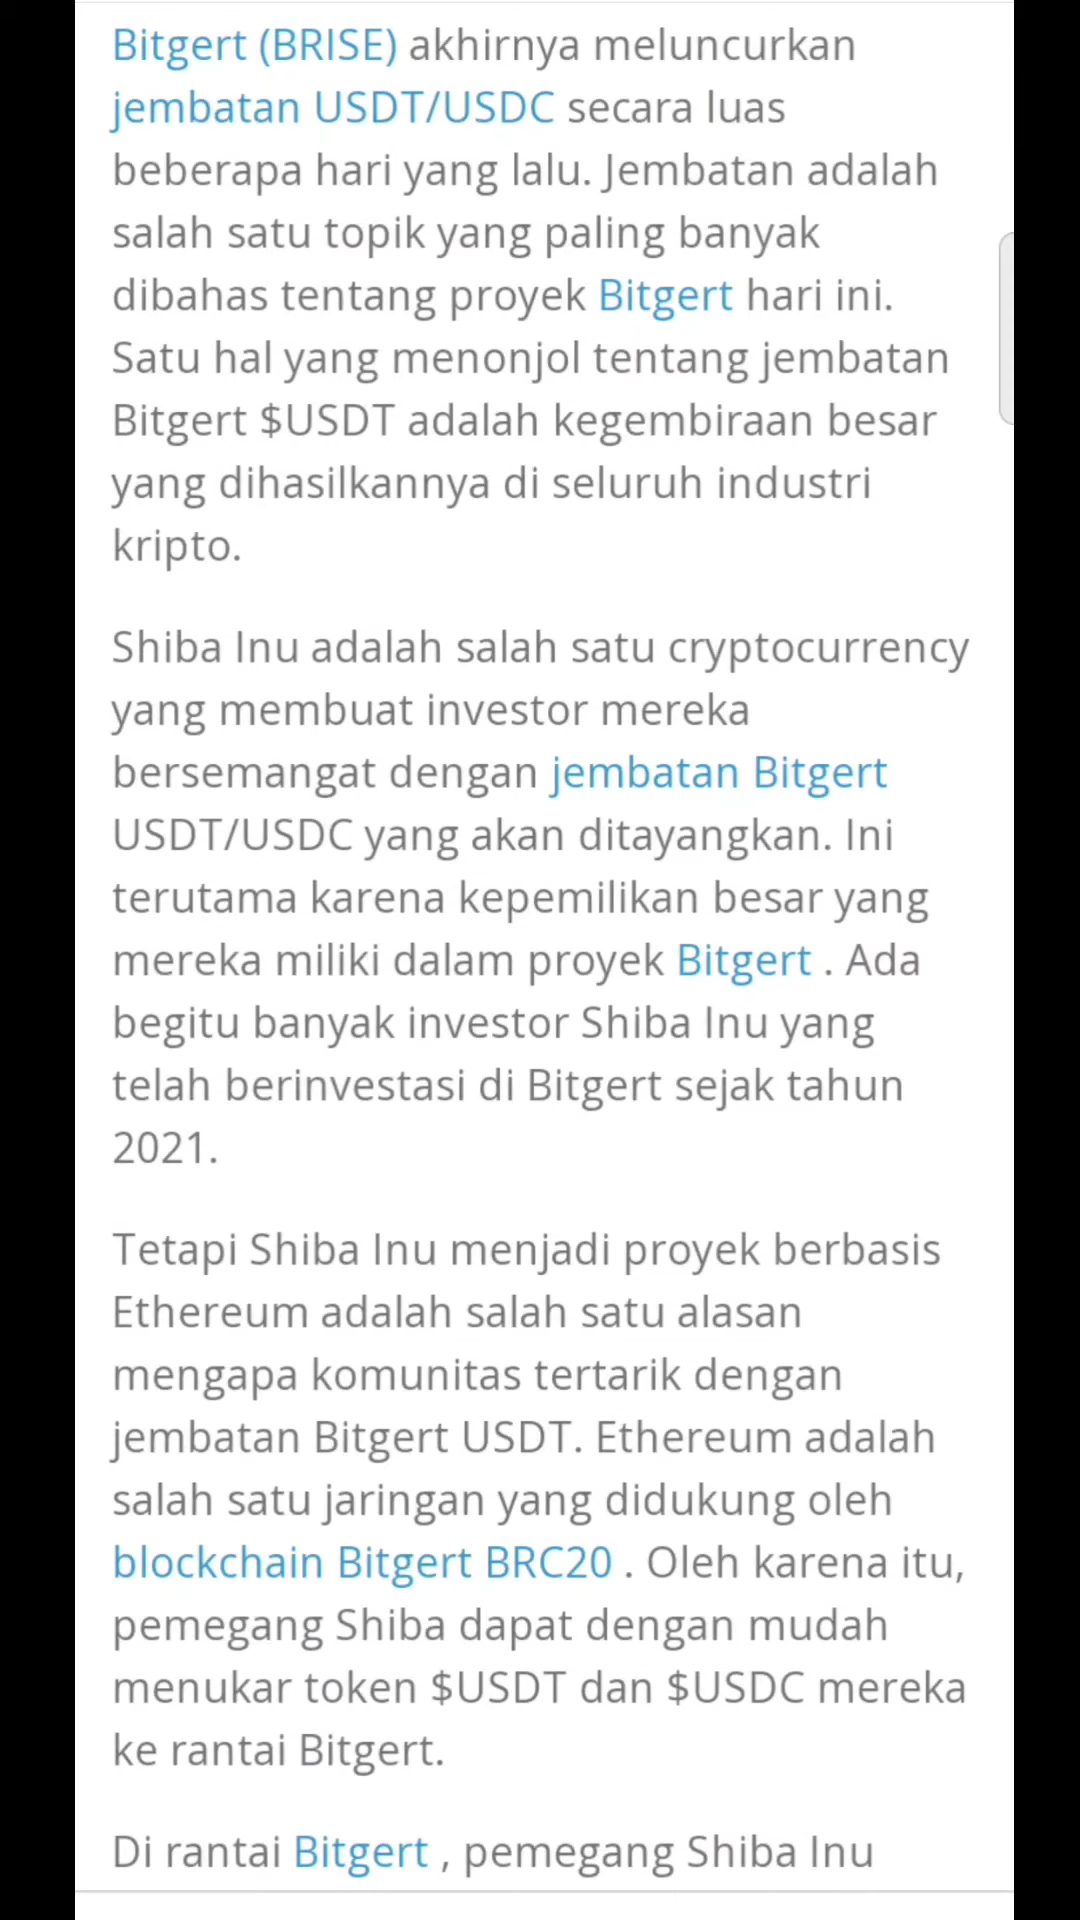 Bitgert (BRISE) akhirnya meluncurkan
jembatan USDT/USDC secara luas
beberapa hari yang lalu. Jembatan adalah
salah satu topik yang paling banyak
dibahas tentang proyek Bitgert hari ini.
Satu hal yang menonjol tentang jembatan
Bitgert $USDT adalah kegembiraan besar
yang dihasilkannya di seluruh industri
kripto.
Shiba Inu adalah salah satu cryptocurrency
yang membuat investor mereka
bersemangat dengan jembatan Bitgert
USDT/USDC yang akan ditayangkan. Ini
terutama karena kepemilikan besar yang
mereka miliki dalam proyek Bitgert . Ada
begitu banyak investor Shiba Inu yang
telah berinvestasi di Bitgert sejak tahun
2021.
Tetapi Shiba Inu menjadi proyek berbasis
Ethereum adalah salah satu alasan
mengapa komunitas tertarik dengan
jembatan Bitgert USDT. Ethereum adalah
salah satu jaringan yang didukung oleh
blockchain Bitgert BRC20 . Oleh karena itu,
pemegang Shiba dapat dengan mudah
menukar token $USDT dan $USDC mereka
ke rantai Bitgert.
Di rantai Bitgert , pemegang Shiba Inu